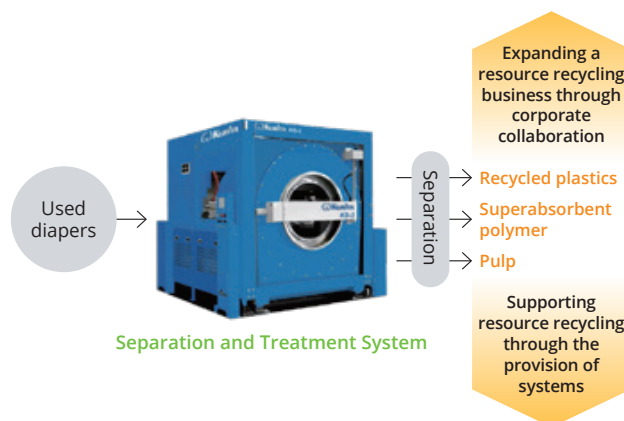 Expanding a
resource recycling
business through
corporate
collaboration
Used
diapers
Separation
Recycled plastics
Superabsorbent
polymer
Pulp
Separation and Treatment System
Supporting
resource recycling
through the
provision of
systems